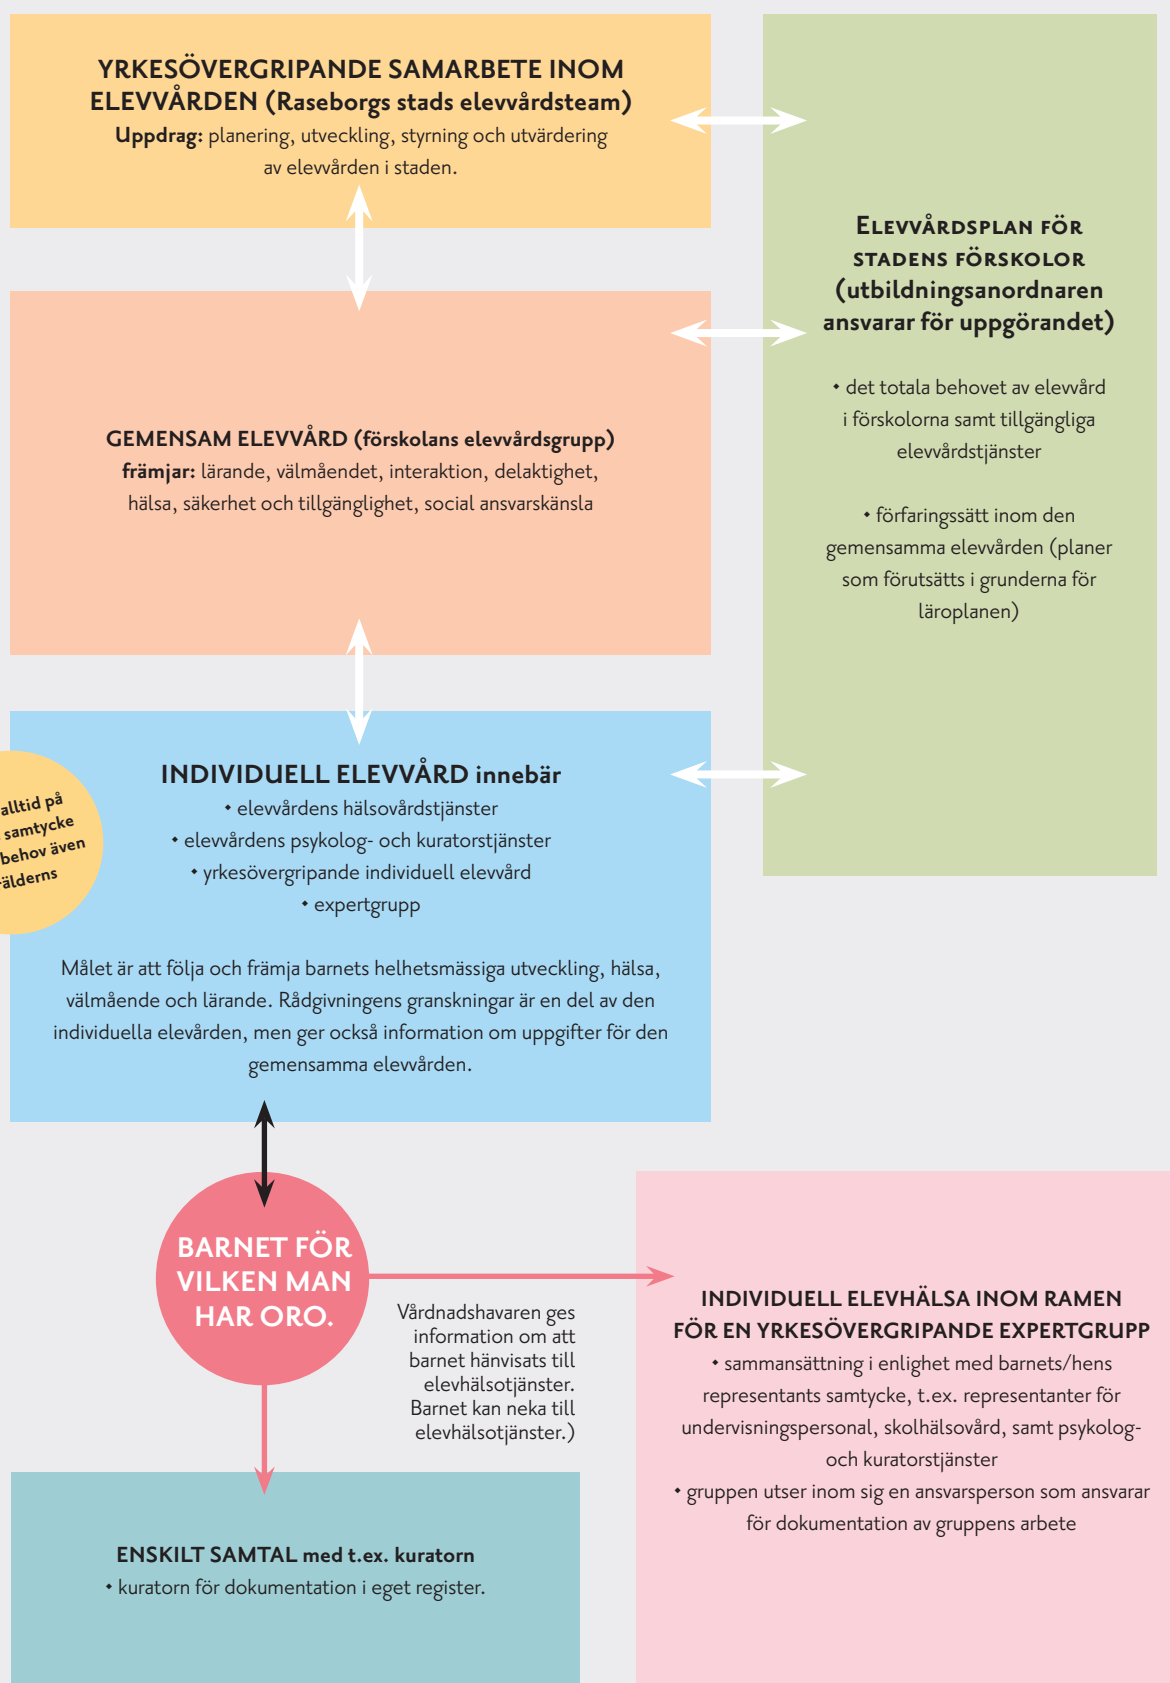 YRKESÖVERGRIPANDE SAMARBETE INOM
ELEVVÅRDEN (Raseborgs stads elevvårdsteam)
Uppdrag: planering, utveckling, styrning och utvärdering
av elevvården i staden.
ELEVVÅRDSPLAN FÖR
STADENS FÖRSKOLOR
(utbildningsanordnaren
ansvarar för uppgörandet)
• det totala behovet av elevvård
i förskolorna samt tillgängliga
elevvårdstjänster
• förfaringssätt inom den
gemensamma elevvården (planer
som förutsätts i grunderna för
läroplanen)
GEMENSAM ELEVVÅRD (förskolans elevvårdsgrupp)
främjar: lärande, välmåendet, interaktion, delaktighet,
hälsa, säkerhet och tillgänglighet, social ansvarskänsla
alltid på
samtycke
behov även
älderns
INDIVIDUELL ELEVVÅRD innebär
• elevvårdens hälsovårdstjänster
• elevvårdens psykolog- och kuratorstjänster
• yrkesövergripande individuell elevvård
• expertgrupp
Målet är att följa och främja barnets helhetsmässiga utveckling, hälsa,
välmående och lärande. Rådgivningens granskningar är en del av den
individuella elevården, men ger också information om uppgifter för den
gemensamma elevvården.
BARNET FÖR
VILKEN MAN
HAR ORO.
Vårdnadshavaren ges
information om att
barnet hänvisats till
elevhälsotjänster.
Barnet kan neka till
elevhälsotjänster.)
INDIVIDUELL ELEVHÄLSA INOM RAMEN
FÖR EN YRKESÖVERGRIPANDE EXPERTGRUPP
• sammansättning i enlighet med barnets/hens
representants samtycke, t.ex. representanter för
undervisningspersonal, skolhälsovård, samt psykolog-
och kuratorstjänster
• gruppen utser inom sig en ansvarsperson som ansvarar
för dokumentation av gruppens arbete
ENSKILT SAMTAL med t.ex. kuratorn
• kuratorn för dokumentation i eget register.